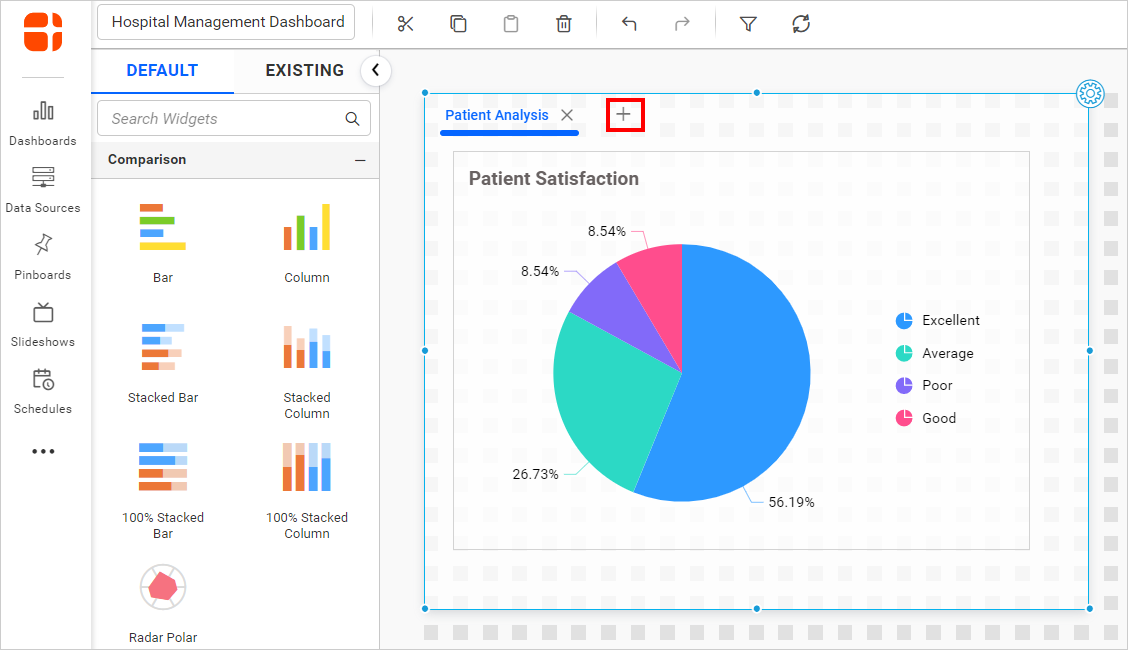 Hospital Management Dashboard
DEFAULT
EXISTING
Search Widgets
Comparison
Bar
Column
Stacked Bar
Stacked
Column
100% Stacked
Bar
100% Stacked
Column
Radar Polar
Dashboards
Data Sources
Pinboards
Slideshows
Schedules
Patient Analysis
Patient Satisfaction
8.54%
8.54%
26.73%
56.19%
Excellent
Average
Poor
Good